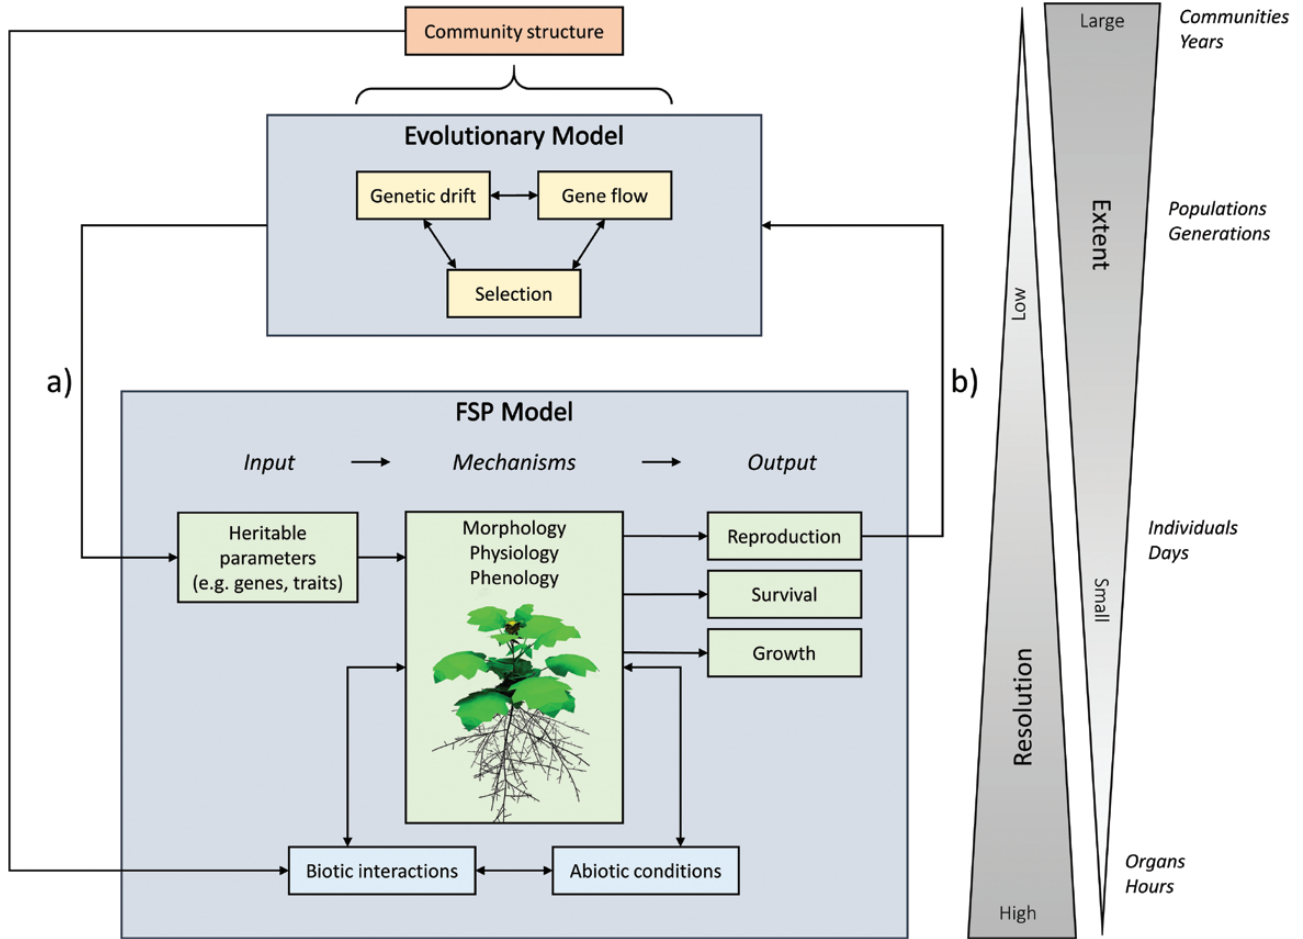 Community structure
Evolutionary Model
Genetic drift
Gene flow
Selection
a)
FSP Model
Input
Mechanisms
Output
Heritable
parameters
(e.g. genes, traits)
Morphology
Physiology
Phenology
Reproduction
Survival
Growth
Biotic interactions
Abiotic conditions
b)
Low
Resolution
High
Large
Extent
Small
Communities
Years
Populations
Generations
Individuals
Days
Organs
Hours